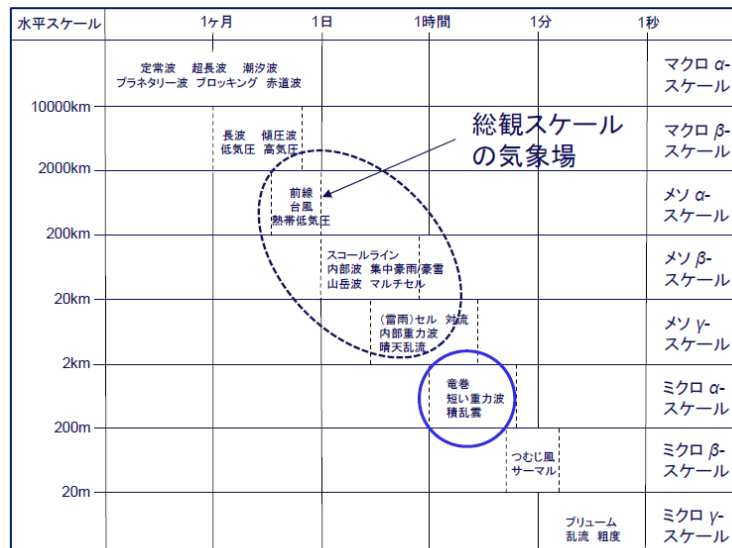 水平スケール
1ヶ月
1日
1時間
1分
1秒
定常波 超長波 潮汐波
プラネタリー波 ブロッキング 赤道波
マクロ α-
スケール
10000km
長波 傾圧波
低気圧 高気圧
総観スケール
の気象場
マクロ β-
スケール
2000km
前線
台風
熱帯低気圧
メソ α-
スケール
200km
スコールライン
内部波 集中豪雨/豪雪
山岳波 マルチセル
メソ β-
スケール
20km
(雷雨)セル 対流
内部重力波
晴天乱流
メソ γ-
スケール
2km
竜巻
短い重力波
積乱雲
ミクロ α-
スケール
200m
つむじ風
サーマル
ミクロ β-
スケール
20m
プリューム
乱流 粗度
ミクロ γ-
スケール